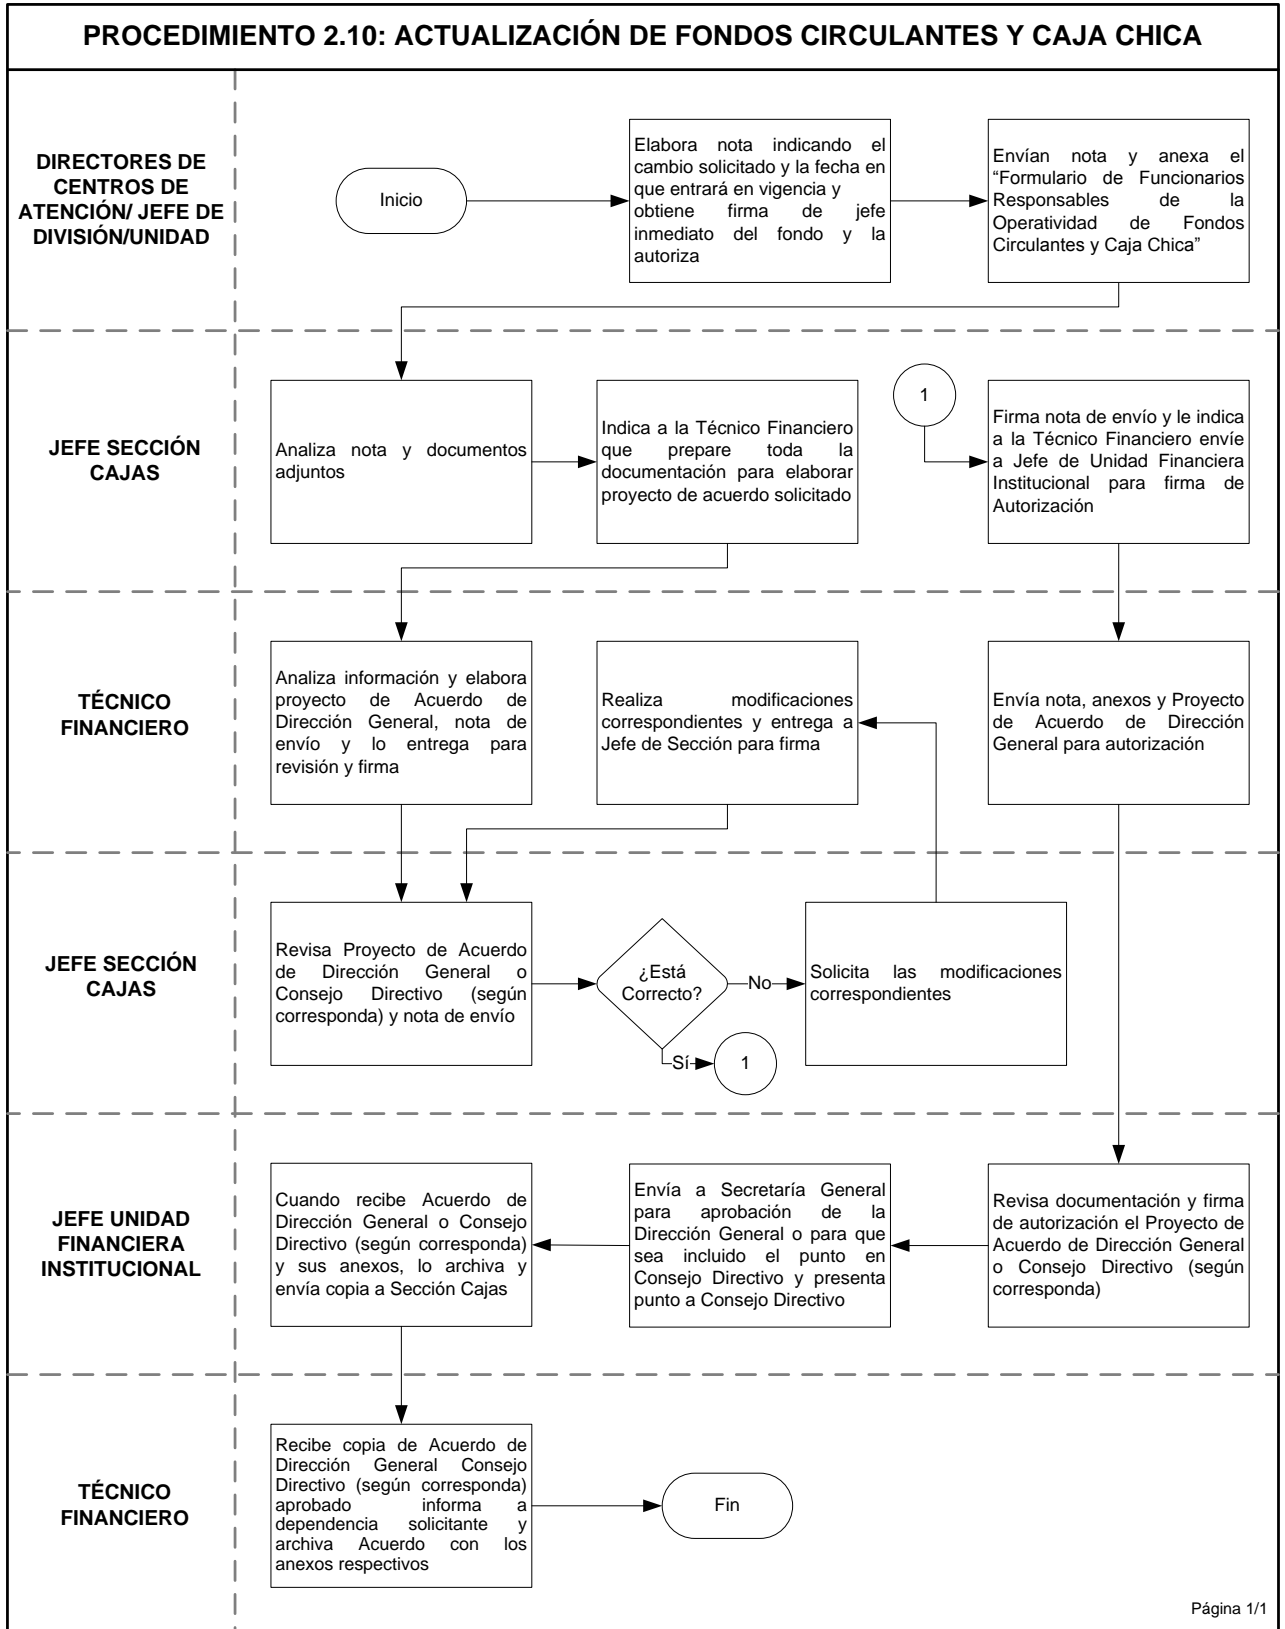 PROCEDIMIENTO 2.10: ACTUALIZACIÓN DE FONDOS CIRCULANTES Y CAJA CHICA
DIRECTORES DE
CENTROS DE
ATENCIÓN/ JEFE DE
DIVISIÓN/UNIDAD
Inicio
Elabora nota indicando el
cambio solicitado y la fecha en
que entrará en vigencia y
obtiene firma de jefe
inmediato del fondo y la
autoriza
Envían nota y anexa el
“Formulario de Funcionarios
Responsables de la
Operatividad de Fondos
Circulantes y Caja Chica”
JEFE SECCIÓN
CAJAS
Analiza nota y documentos
adjuntos
Indica a la Técnico Financiero
que prepare toda la
documentación para elaborar
proyecto de acuerdo solicitado
1
Firma nota de envío y le indica
a la Técnico Financiero envíe
a Jefe de Unidad Financiera
Institucional para firma de
Autorización
TÉCNICO
FINANCIERO
Analiza información y elabora
proyecto de Acuerdo de
Dirección General, nota de
envío y lo entrega para
revisión y firma
Realiza modificaciones
correspondientes y entrega a
Jefe de Sección para firma
Envía nota, anexos y Proyecto
de Acuerdo de Dirección
General para autorización
JEFE SECCIÓN
CAJAS
Revisa Proyecto de Acuerdo
de Dirección General o
Consejo Directivo (según
corresponda) y nota de envío
¿Está
Correcto?
No
Solicita las modificaciones
correspondientes
Sí
1
JEFE UNIDAD
FINANCIERA
INSTITUCIONAL
Cuando recibe Acuerdo de
Dirección General o Consejo
Directivo (según corresponda)
y sus anexos, lo archiva y
envía copia a Sección Cajas
Envía a Secretaría General
para aprobación de la
Dirección General o para que
sea incluido el punto en
Consejo Directivo y presenta
punto a Consejo Directivo
Revisa documentación y firma
de autorización el Proyecto de
Acuerdo de Dirección General
o Consejo Directivo (según
corresponda)
TÉCNICO
FINANCIERO
Recibe copia de Acuerdo de
Dirección General Consejo
Directivo (según corresponda)
aprobado informa a
dependencia solicitante y
archiva Acuerdo con los
anexos respectivos
Fin
Página 1/1